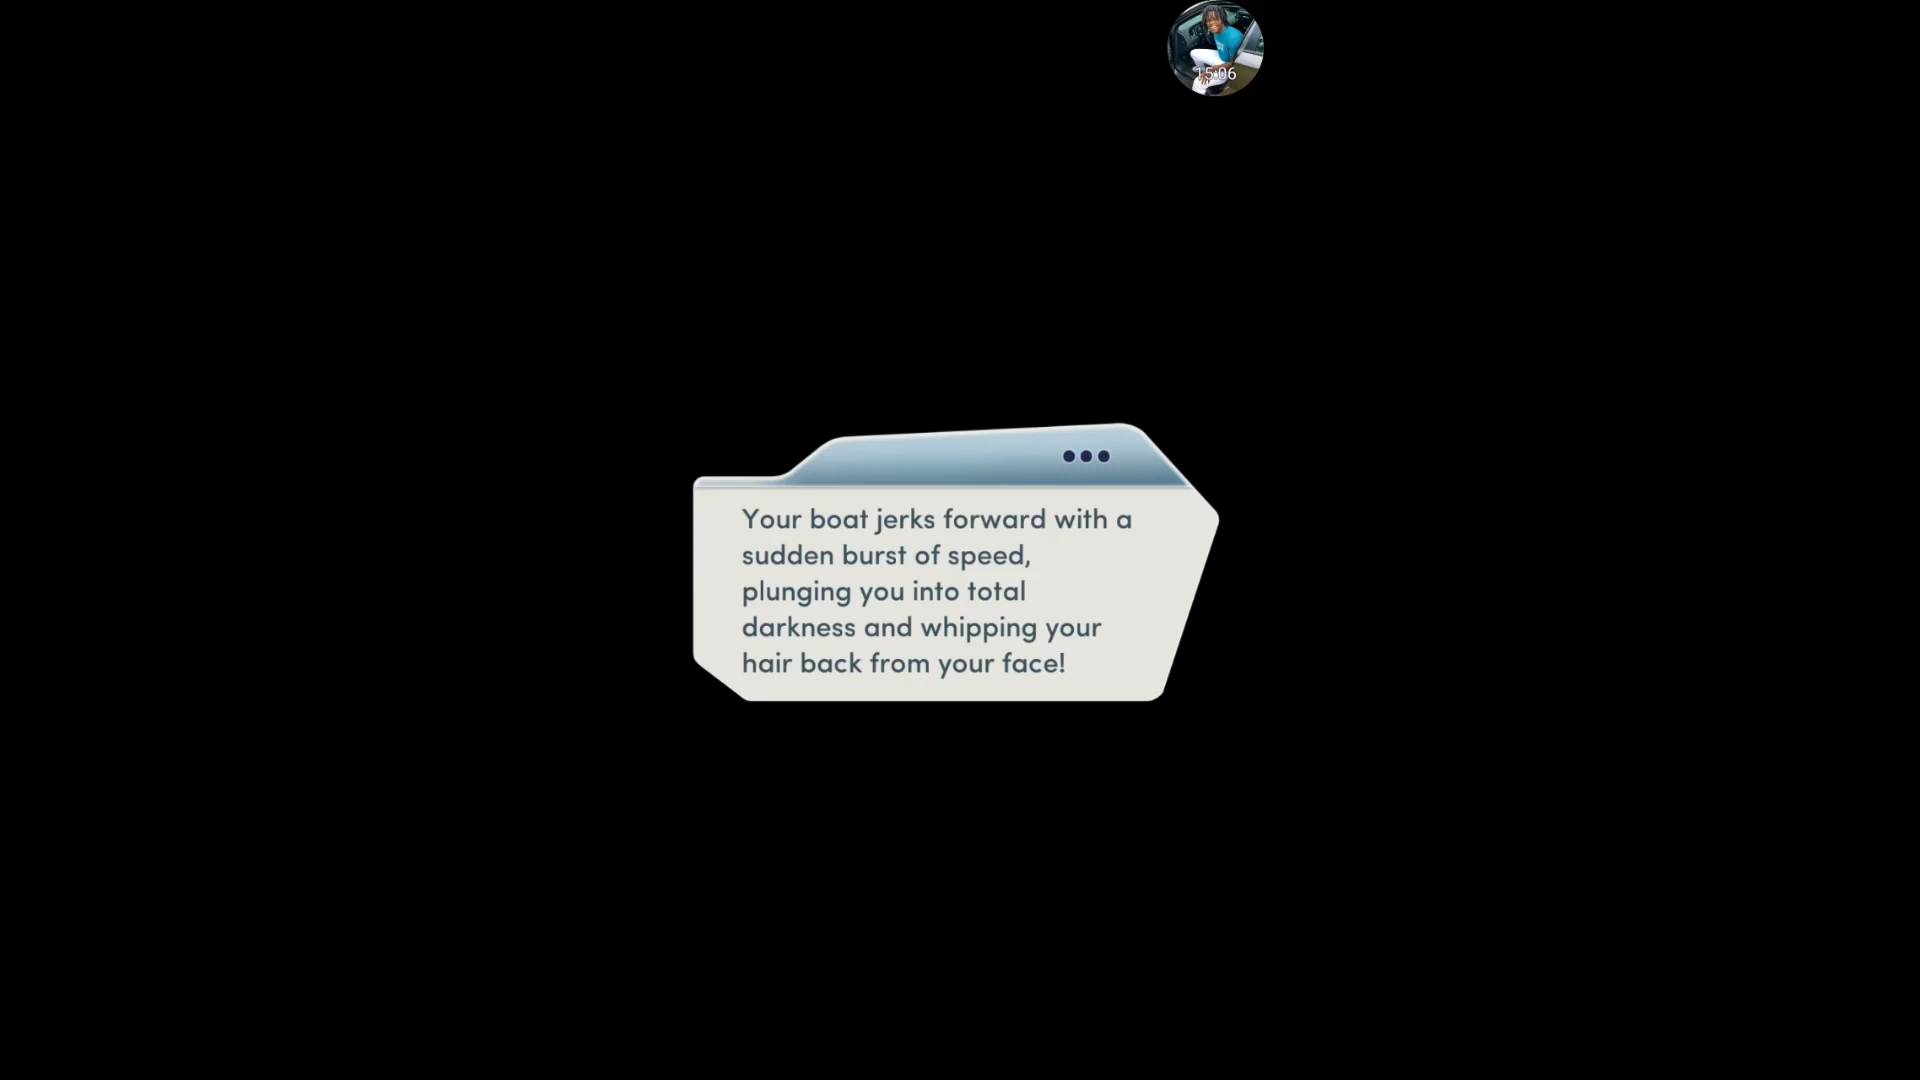 15:06
Your boat jerks forward with a
sudden burst of speed,
plunging you into total
darkness and whipping your
hair back from your face!